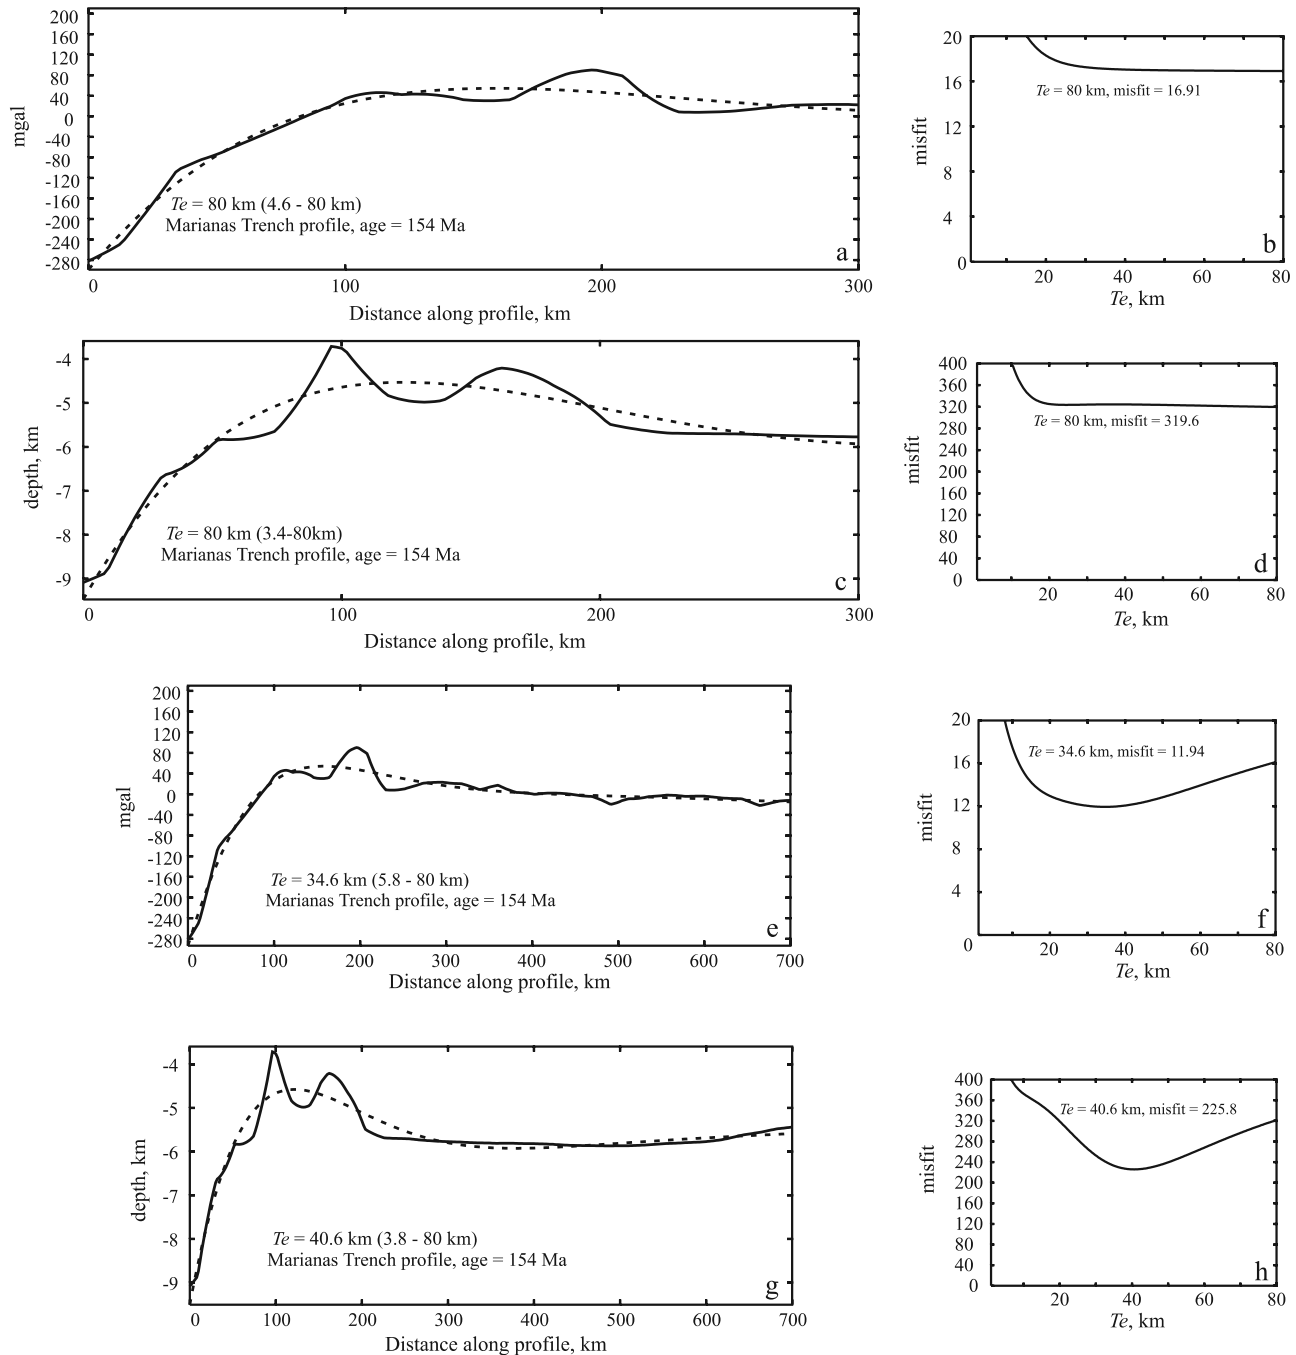 200
160
120
80
40
0
-40
-80
-120
-160
-200
-240
-280
mgal
Te = 80 km (4.6 - 80 km)
Marianas Trench profile, age = 154 Ma
a
0 100 200 300
Distance along profile, km
20
16
12
8
4
0
misfit
Te = 80 km, misfit = 16.91
b
20 40 60 80
Te, km
-4
-5
-6
-7
-8
-9
depth, km
Te = 80 km (3.4-80km)
Marianas Trench profile, age = 154 Ma
c
0 100 200 300
Distance along profile, km
400
360
320
280
240
200
160
120
80
40
0
misfit
Te = 80 km, misfit = 319.6
d
20 40 60 80
Te, km
200
160
120
80
40
0
-40
-80
-120
-160
-200
-240
-280
mgal
Te = 34.6 km (5.8 - 80 km)
Marianas Trench profile, age = 154 Ma
e
0 100 200 300 400 500 600 700
Distance along profile, km
20
16
12
8
4
0
misfit
Te = 34.6 km, misfit = 11.94
f
20 40 60 80
Te, km
-4
-5
-6
-7
-8
-9
depth, km
Te = 40.6 km (3.8 - 80 km)
Marianas Trench profile, age = 154 Ma
g
0 100 200 300 400 500 600 700
Distance along profile, km
400
360
320
280
240
200
160
120
80
40
0
misfit
Te = 40.6 km, misfit = 225.8
h
20 40 60 80
Te, km